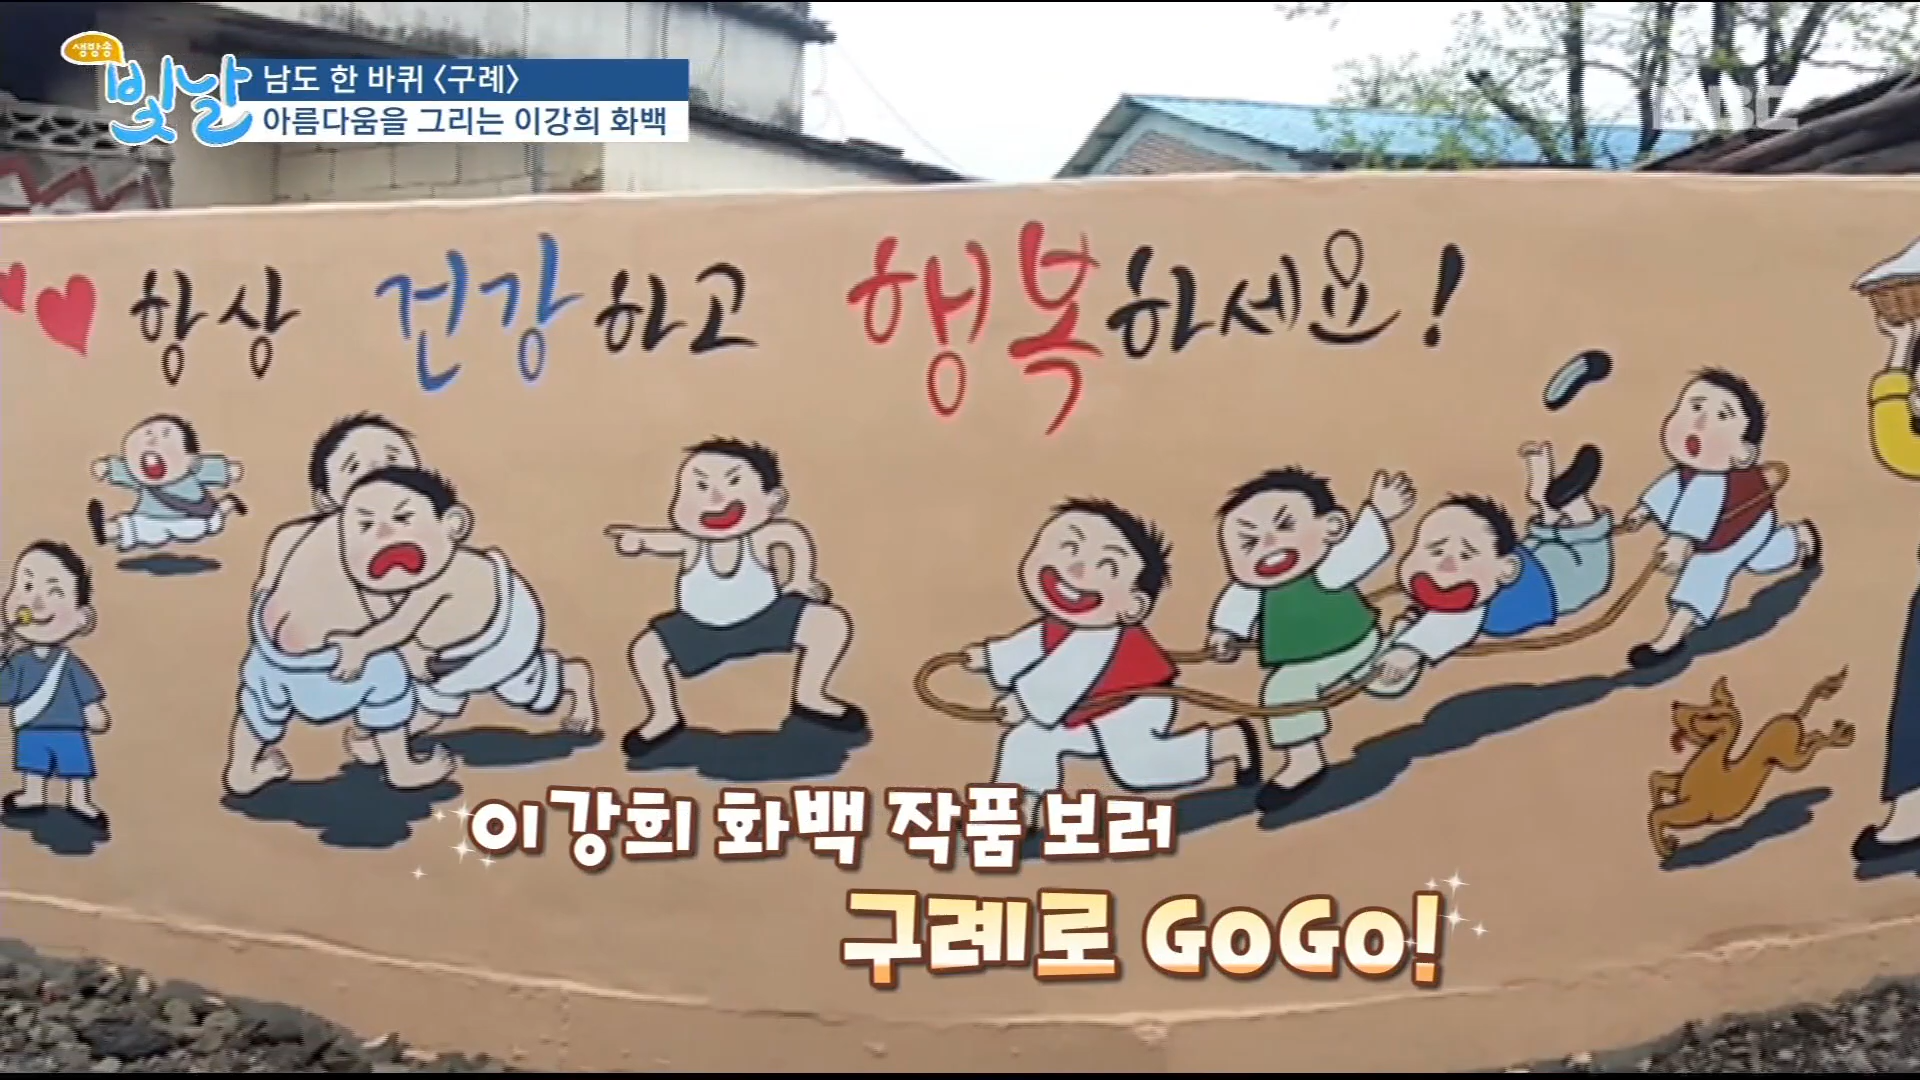 생방송
빛날
남도 한 바퀴 〈구례〉
아름다움을 그리는 이강희 화백
MBC
항상 건강하고 행복하세요!
이강희 화백 작품 보러
구례로 GOGO!